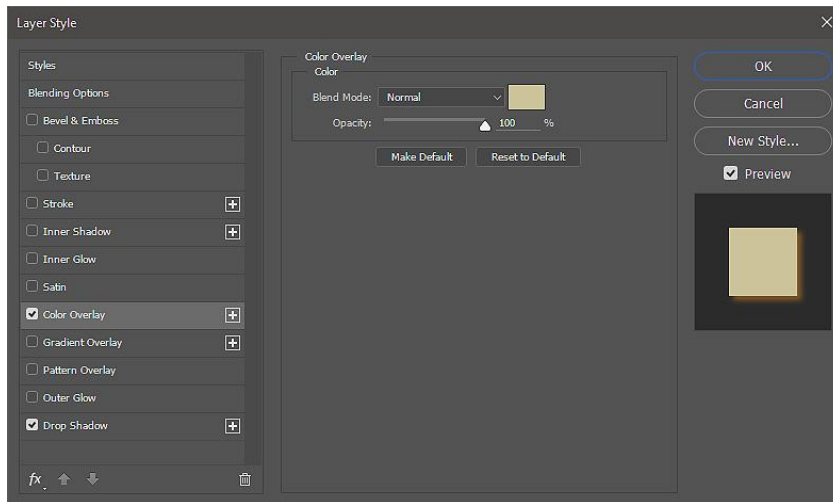 Layer Style
Styles
Blending Options
Bevel & Emboss
Contour
Texture
Stroke
Inner Shadow
Inner Glow
Satin
Color Overlay
Gradient Overlay
Pattern Overlay
Outer Glow
Drop Shadow
fx
Color Overlay
Color
Blend Mode: Normal
Opacity: 100 %
Make Default Reset to Default
OK
Cancel
New Style...
Preview